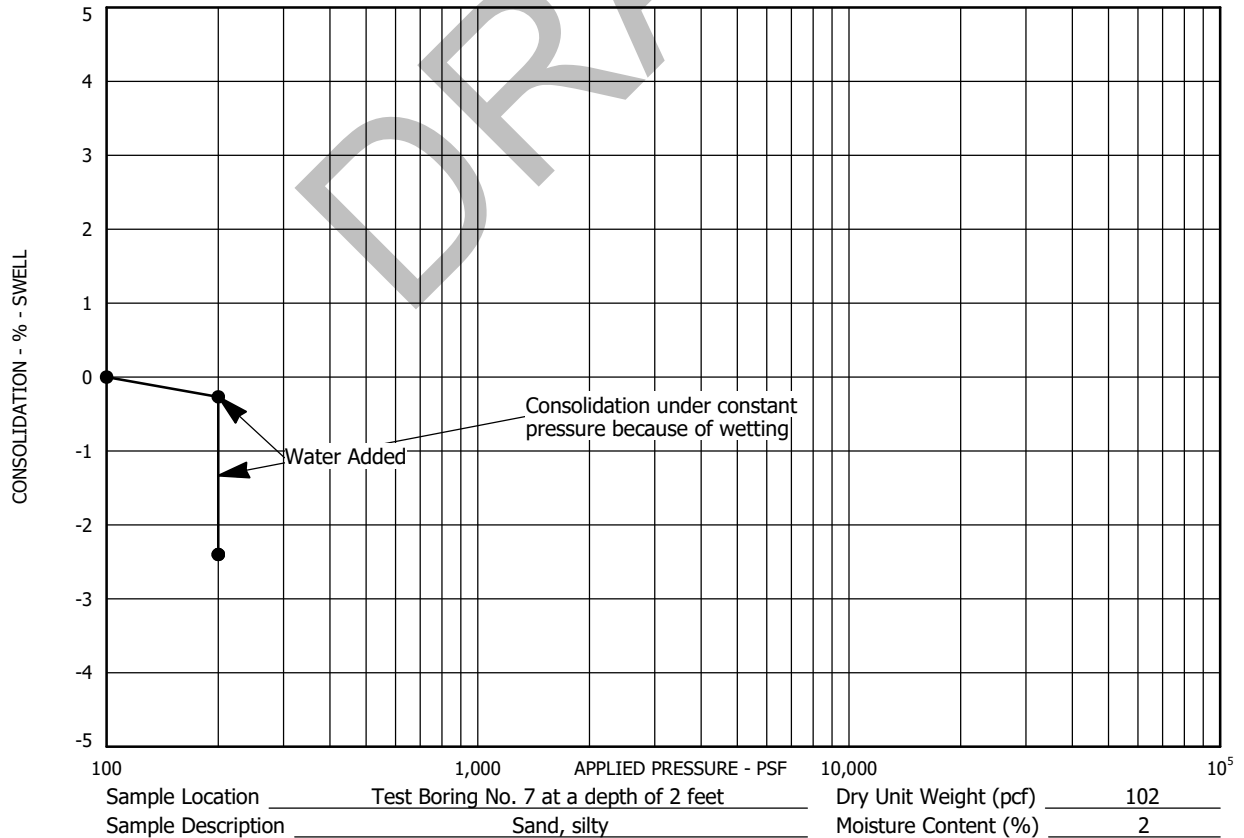 DRA
CONSOLIDATION - % - SWELL
5
4
3
2
1
0
-1
-2
-3
-4
-5
Consolidation under constant
pressure because of wetting
Water Added
100
1,000
APPLIED PRESSURE - PSF
10,000
10⁵
Sample Location Test Boring No. 7 at a depth of 2 feet Dry Unit Weight (pcf) 102
Sample Description Sand, silty Moisture Content (%) 2